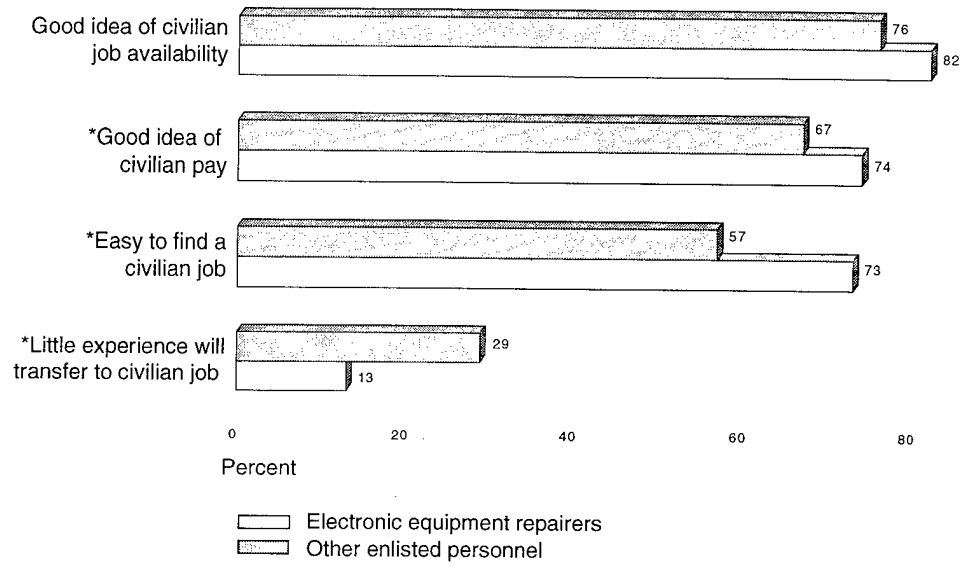 Good idea of civilian
job availability
76
82
*Good idea of
civilian pay
67
74
*Easy to find a
civilian job
57
73
*Little experience will
transfer to civilian job
29
13
0 20 40 60 80
Percent
Electronic equipment repairers
Other enlisted personnel